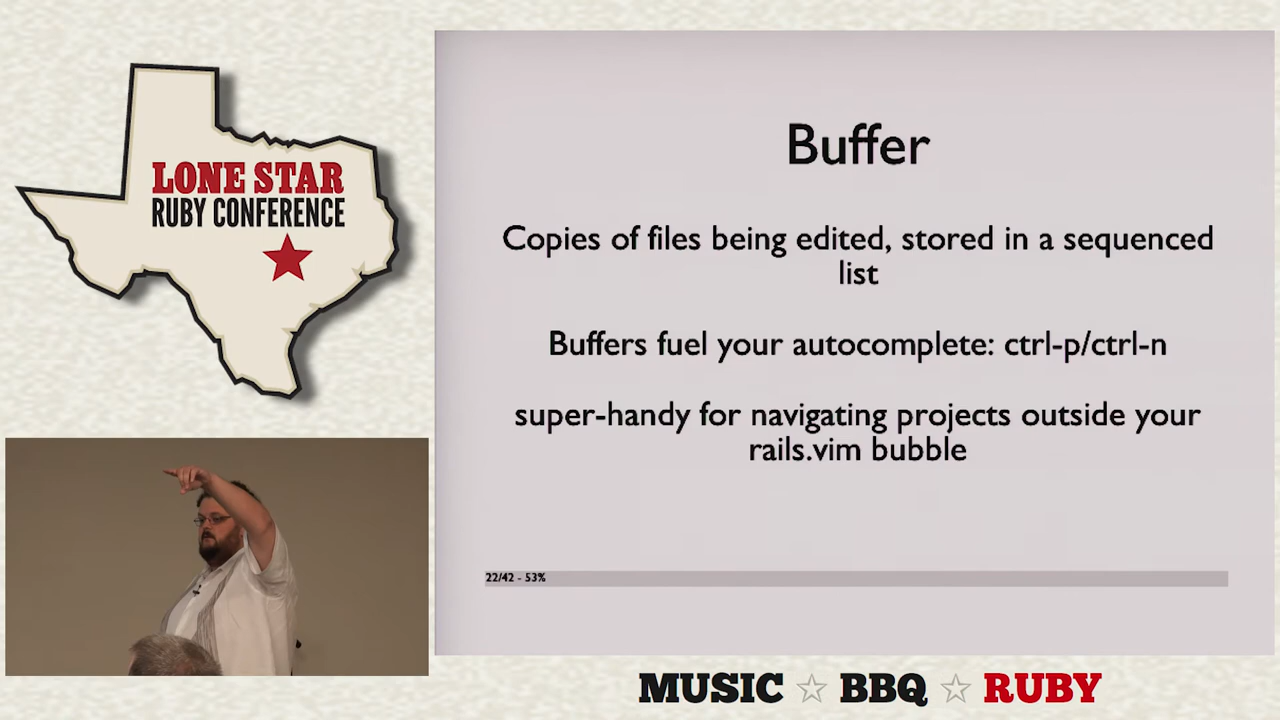 LONE STAR
RUBY CONFERENCE
Buffer
Copies of files being edited, stored in a sequenced
list
Buffers fuel your autocomplete: ctrl-p/ctrl-n
super-handy for navigating projects outside your
rails.vim bubble
22/42 - 53%
MUSIC ☆ BBQ ☆ RUBY